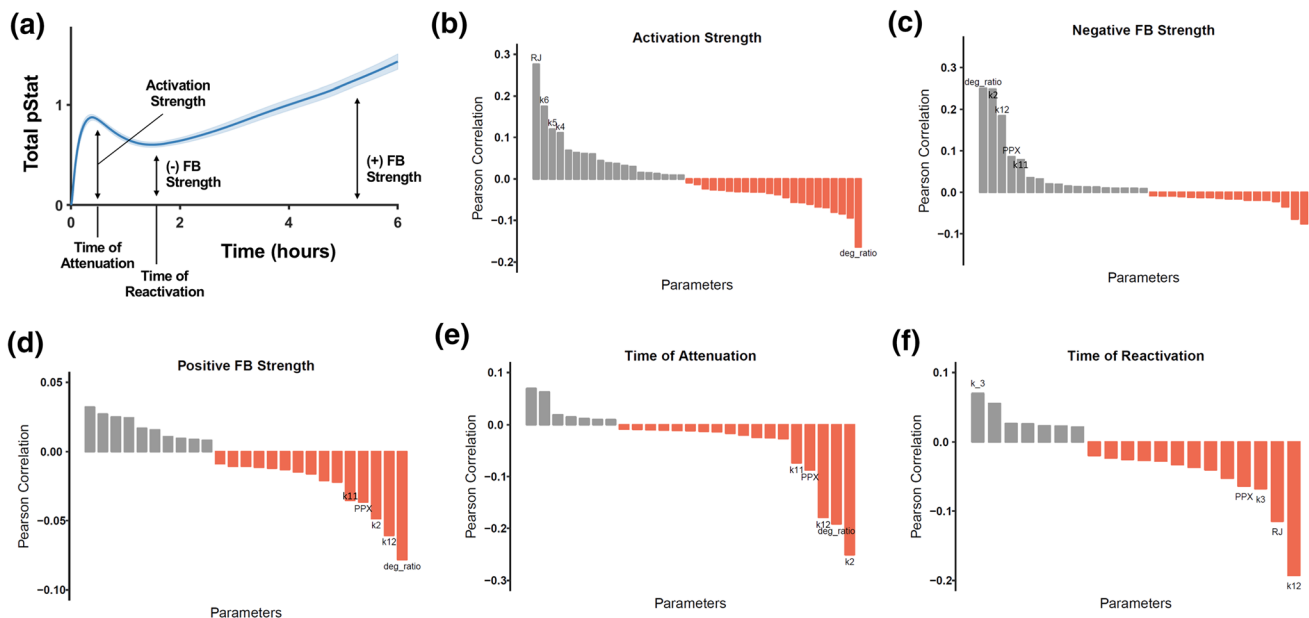 (a)
Total pStat
1
0
Activation
Strength
(-) FB
Strength
(+) FB
Strength
0
2
4
6
Time (hours)
Time of
Attenuation
Time of
Reactivation
(b)
Activation Strength
Pearson Correlation
0.3
0.2
0.1
0.0
−0.1
−0.2
RJ
k6
k5
k4
deg_ratio
Parameters
(c)
Negative FB Strength
Pearson Correlation
0.3
0.2
0.1
0.0
−0.1
deg_ratio
k2
k12
PPX
k11
Parameters
(d)
Positive FB Strength
Pearson Correlation
0.05
0.00
−0.05
−0.10
k11
PPX
k2
k12
deg_ratio
Parameters
(e)
Time of Attenuation
Pearson Correlation
0.1
0.0
−0.1
−0.2
−0.3
k11
PPX
k12
deg_ratio
k2
Parameters
(f)
Time of Reactivation
Pearson Correlation
0.1
0.0
−0.1
−0.2
k_3
PPX
k3
RJ
k12
Parameters